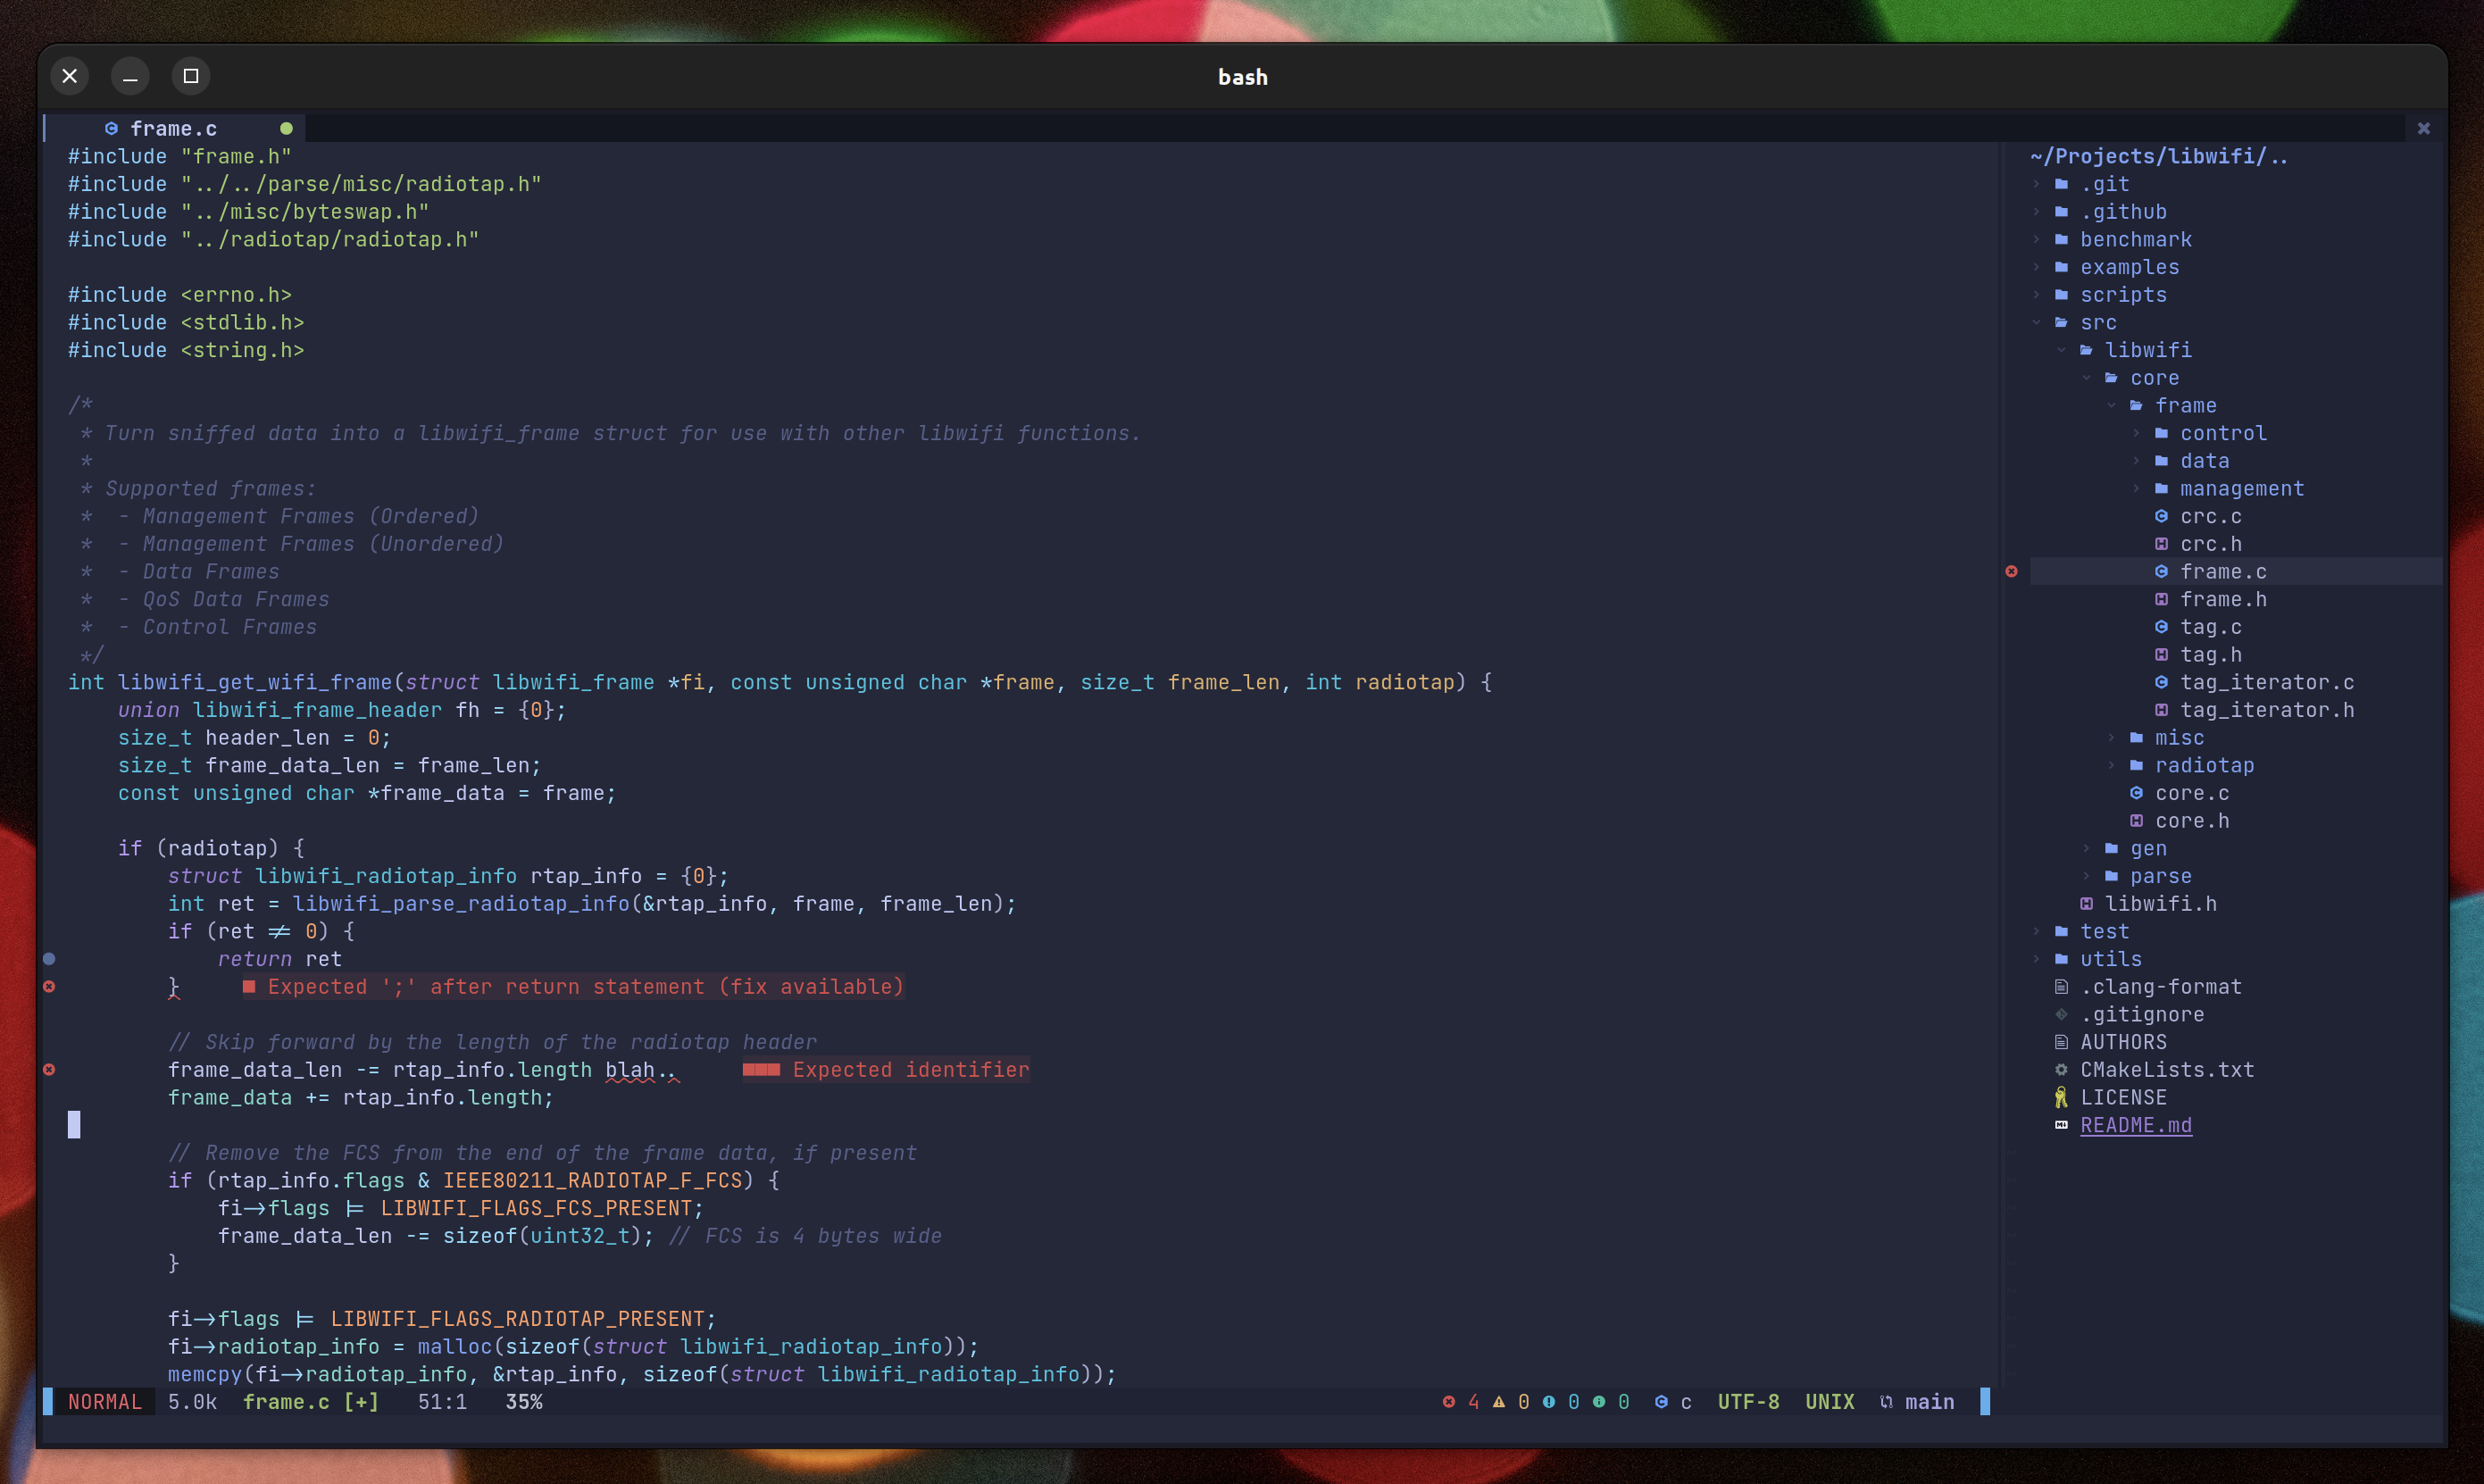 bash
frame.c
#include "frame.h"
#include "../../parse/misc/radiotap.h"
#include "../misc/byteswap.h"
#include "../radiotap/radiotap.h"
#include <errno.h>
#include <stdlib.h>
#include <string.h>
/*
 * Turn sniffed data into a libwifi_frame struct for use with other libwifi functions.
 *
 * Supported frames:
 *  - Management Frames (Ordered)
 *  - Management Frames (Unordered)
 *  - Data Frames
 *  - QoS Data Frames
 *  - Control Frames
 */
int libwifi_get_wifi_frame(struct libwifi_frame *fi, const unsigned char *frame, size_t frame_len, int radiotap) {
    union libwifi_frame_header fh = {0};
    size_t header_len = 0;
    size_t frame_data_len = frame_len;
    const unsigned char *frame_data = frame;
    if (radiotap) {
        struct libwifi_radiotap_info rtap_info = {0};
        int ret = libwifi_parse_radiotap_info(&rtap_info, frame, frame_len);
        if (ret != 0) {
            return ret
        }     ■ Expected ';' after return statement (fix available)
        // Skip forward by the length of the radiotap header
        frame_data_len -= rtap_info.length blah..     ■■■ Expected identifier
        frame_data += rtap_info.length;
        // Remove the FCS from the end of the frame data, if present
        if (rtap_info.flags & IEEE80211_RADIOTAP_F_FCS) {
            fi->flags |= LIBWIFI_FLAGS_FCS_PRESENT;
            frame_data_len -= sizeof(uint32_t); // FCS is 4 bytes wide
        }
        fi->flags |= LIBWIFI_FLAGS_RADIOTAP_PRESENT;
        fi->radiotap_info = malloc(sizeof(struct libwifi_radiotap_info));
        memcpy(fi->radiotap_info, &rtap_info, sizeof(struct libwifi_radiotap_info));
NORMAL 5.0k frame.c [+] 51:1 35% 4 0 0 0 c UTF-8 UNIX main
~/Projects/libwifi/..
.git
.github
benchmark
examples
scripts
src
libwifi
core
frame
control
data
management
crc.c
crc.h
frame.c
frame.h
tag.c
tag.h
tag_iterator.c
tag_iterator.h
misc
radiotap
core.c
core.h
gen
parse
libwifi.h
test
utils
.clang-format
.gitignore
AUTHORS
CMakeLists.txt
LICENSE
README.md